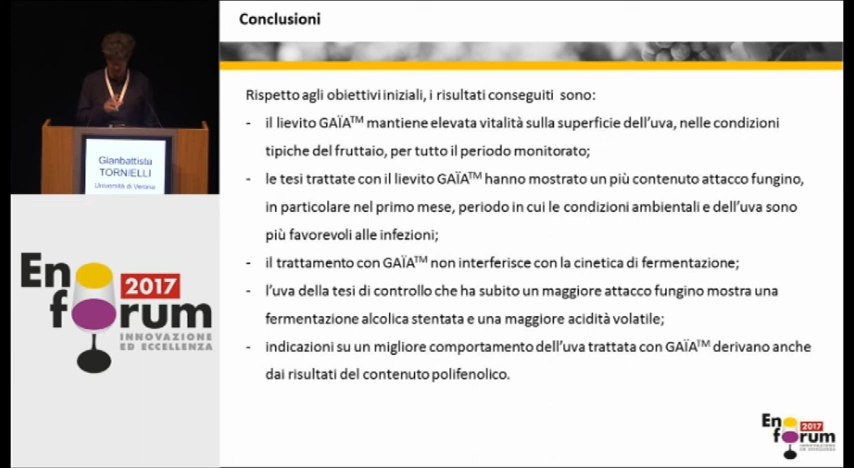 Conclusioni
Rispetto agli obiettivi iniziali, i risultati conseguiti sono:
- il lievito GAÏA™ mantiene elevata vitalità sulla superficie dell'uva, nelle condizioni
tipiche del fruttaio, per tutto il periodo monitorato;
- le tesi trattate con il lievito GAÏA™ hanno mostrato un più contenuto attacco fungino,
in particolare nel primo mese, periodo in cui le condizioni ambientali e dell'uva sono
più favorevoli alle infezioni;
- il trattamento con GAÏA™ non interferisce con la cinetica di fermentazione;
- l'uva della tesi di controllo che ha subito un maggiore attacco fungino mostra una
fermentazione alcolica stentata e una maggiore acidità volatile;
- indicazioni su un migliore comportamento dell'uva trattata con GAÏA™ derivano anche
dai risultati del contenuto polifenolico.
Gianbattista
TORNIELLI
Università di Verona
En
2017
forum
INNOVAZIONE
ED ECCELLENZA
En
2017
forum
INNOVAZIONE
ED ECCELLENZA